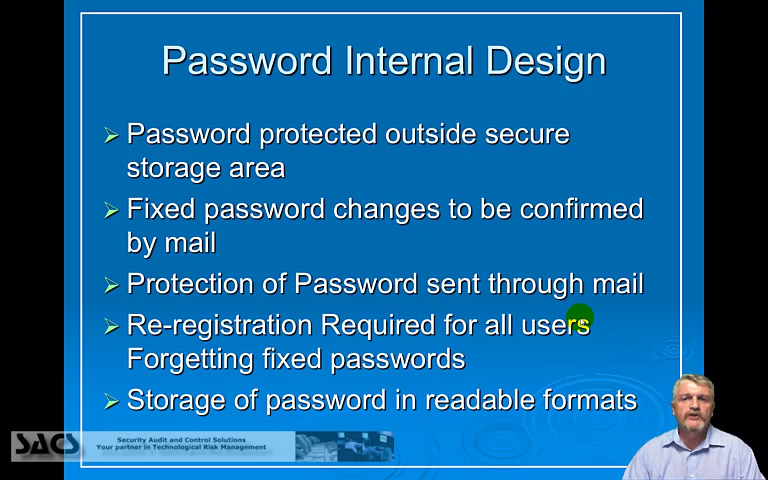 Password Internal Design
➢ Password protected outside secure
storage area
➢ Fixed password changes to be confirmed
by mail
➢ Protection of Password sent through mail
➢ Re-registration Required for all users
Forgetting fixed passwords
➢ Storage of password in readable formats
SACS
Security Audit and Control Solutions
Your partner in Technological Risk Management